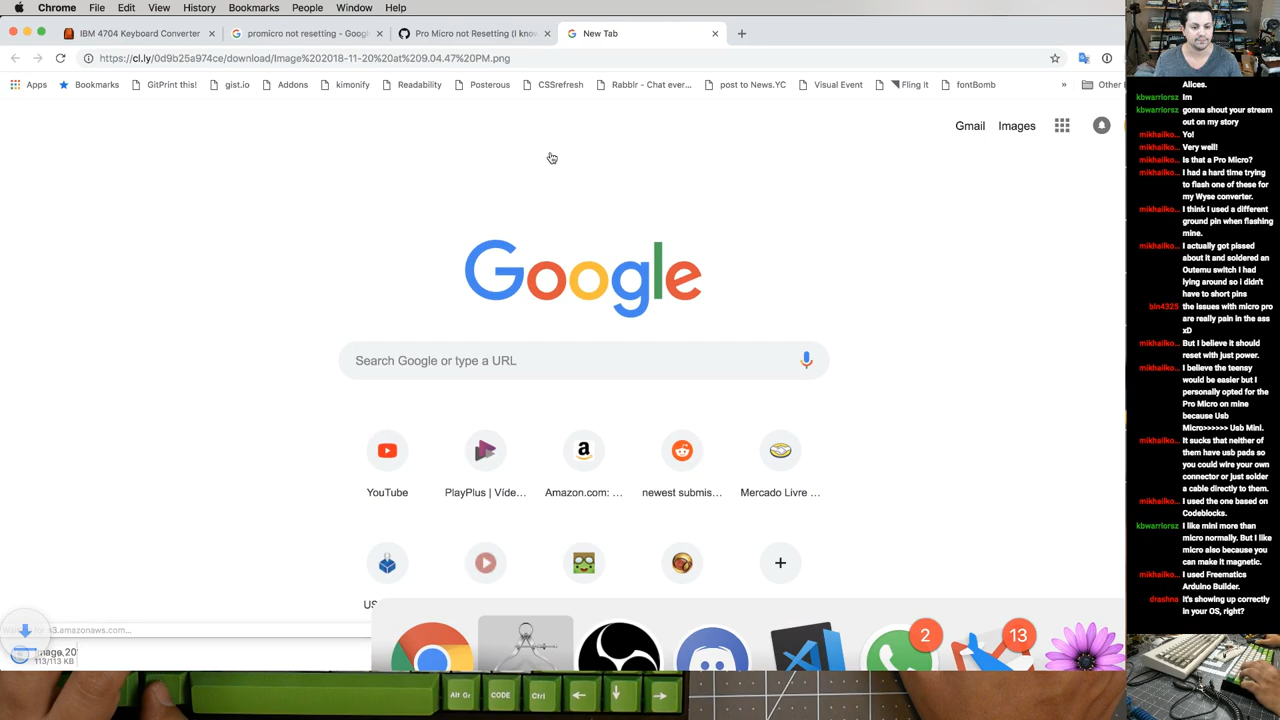 Chrome File Edit View History Bookmarks People Window Help
IBM 4704 Keyboard Converter
promicro not resetting - Goog
Pro Micro not Resetting (
New Tab
https://cl.ly/0d9b25a974ce/download/Image%202018-11-20%20at%209.04.47%20PM.png
Apps Bookmarks GitPrint this! gist.io Addons kimonify Readability Posterous CSSrefresh Rabblr - Chat ever... post to News.YC Visual Event Fling it fontBomb » Other
Gmail Images
Google
Search Google or type a URL
YouTube PlayPlus | Víde... Amazon.com: ... newest submis... Mercado Livre ...
US
s3.amazonaws.com...
113/113 KB
2
13
Alt Gr CODE Ctrl ← ↓ →
Alices.
kbwarriorsz Im
kbwarriorsz gonna shout your stream
out on my story
mikhailko... Yo!
mikhailko... Very well!
mikhailko... Is that a Pro Micro?
mikhailko... I had a hard time trying
to flash one of these for
my Wyse converter.
mikhailko... I think I used a different
ground pin when flashing
mine.
mikhailko... I actually got pissed
about it and soldered an
Outemu switch I had
lying around so i didn't
have to short pins
bln4325 the issues with micro pro
are really pain in the ass
xD
mikhailko... But I believe it should
reset with just power.
mikhailko... I believe the teensy
would be easier but I
personally opted for the
Pro Micro on mine
because Usb
Micro>>>>>> Usb Mini.
mikhailko... It sucks that neither of
them have usb pads so
you could wire your own
connector or just solder
a cable directly to them.
mikhailko... I used the one based on
Codeblocks.
kbwarriorsz I like mini more than
micro normally. But I like
micro also because you
can make it magnetic.
mikhailko... I used Freematics
Arduino Builder.
drashna It's showing up correctly
in your OS, right?